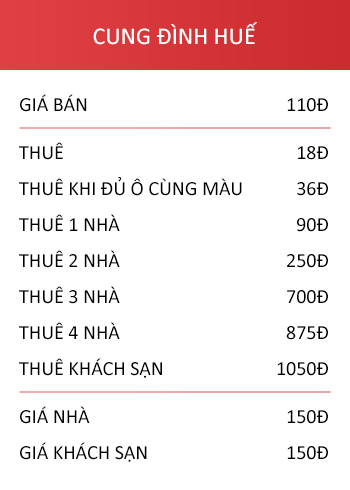 CUNG ĐÌNH HUẾ
GIÁ BÁN 110Đ
THUÊ 18Đ
THUÊ KHI ĐỦ Ô CÙNG MÀU 36Đ
THUÊ 1 NHÀ 90Đ
THUÊ 2 NHÀ 250Đ
THUÊ 3 NHÀ 700Đ
THUÊ 4 NHÀ 875Đ
THUÊ KHÁCH SẠN 1050Đ
GIÁ NHÀ 150Đ
GIÁ KHÁCH SẠN 150Đ